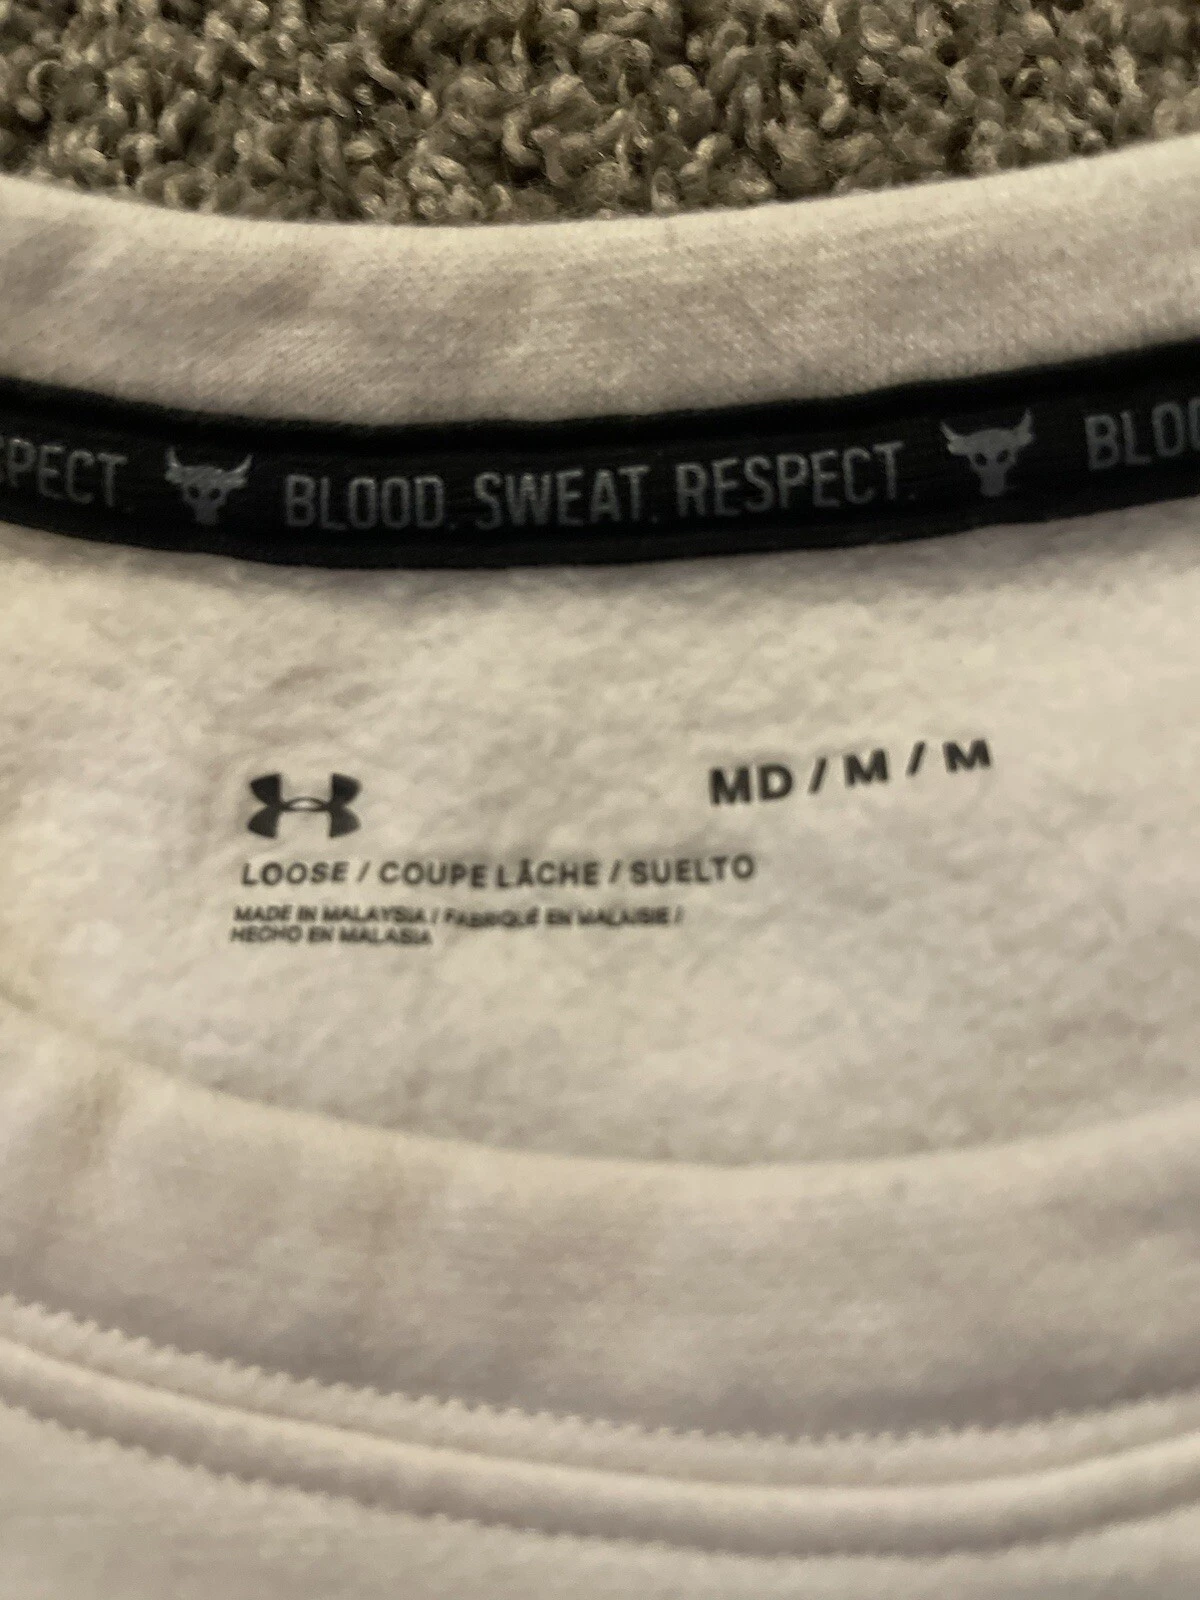 SPECT. BLOOD. SWEAT. RESPECT. BLOO
MD / M / M
LOOSE / COUPE LÂCHE / SUELTO
MADE IN MALAYSIA / FABRIQUÉ EN MALAISIE /
HECHO EN MALASIA